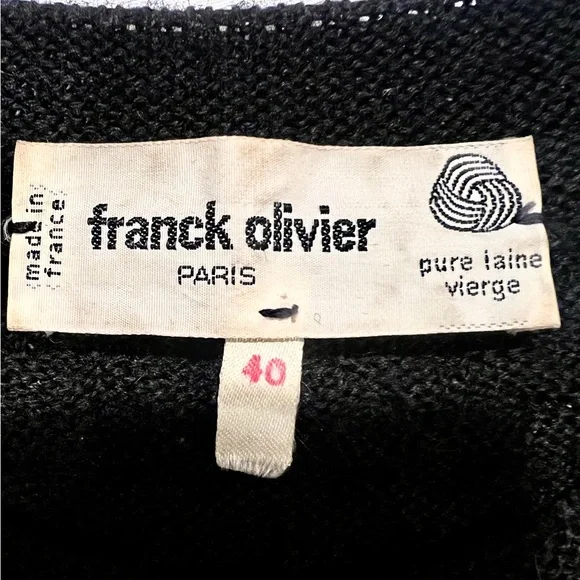 made in
france
franck olivier
PARIS
pure laine
vierge
40